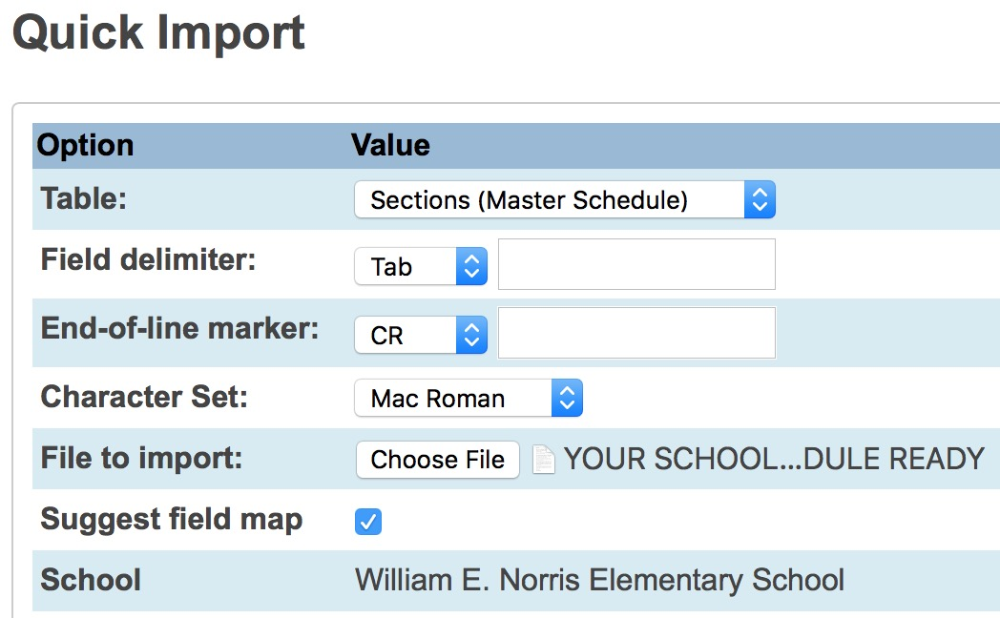 Quick Import
Option Value
Table: Sections (Master Schedule)
Field delimiter: Tab
End-of-line marker: CR
Character Set: Mac Roman
File to import: Choose File YOUR SCHOOL...DULE READY
Suggest field map
School William E. Norris Elementary School